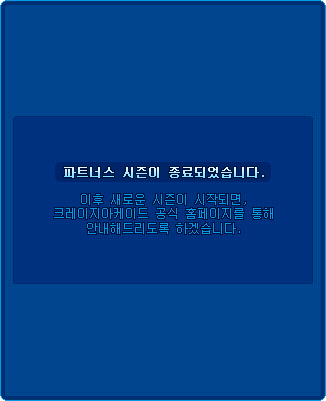 파트너스 시즌이 종료되었습니다.
이후 새로운 시즌이 시작되면,
크레이지아케이드 공식 홈페이지를 통해
안내해드리도록 하겠습니다.